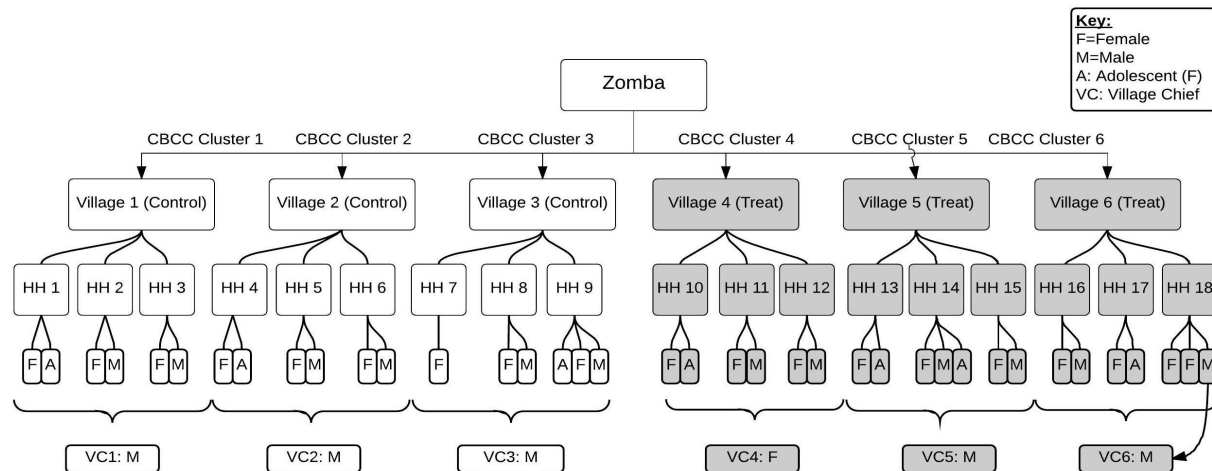 Key:
F=Female
M=Male
A: Adolescent (F)
VC: Village Chief
Zomba
CBCC Cluster 1 CBCC Cluster 2 CBCC Cluster 3 CBCC Cluster 4 CBCC Cluster 5 CBCC Cluster 6
Village 1 (Control) Village 2 (Control) Village 3 (Control) Village 4 (Treat) Village 5 (Treat) Village 6 (Treat)
HH 1 HH 2 HH 3 HH 4 HH 5 HH 6 HH 7 HH 8 HH 9 HH 10 HH 11 HH 12 HH 13 HH 14 HH 15 HH 16 HH 17 HH 18
F A F M F M F A F M F M F F M A F M F A F M F M F A F M A F M F M F A F F M
VC1: M VC2: M VC3: M VC4: F VC5: M VC6: M